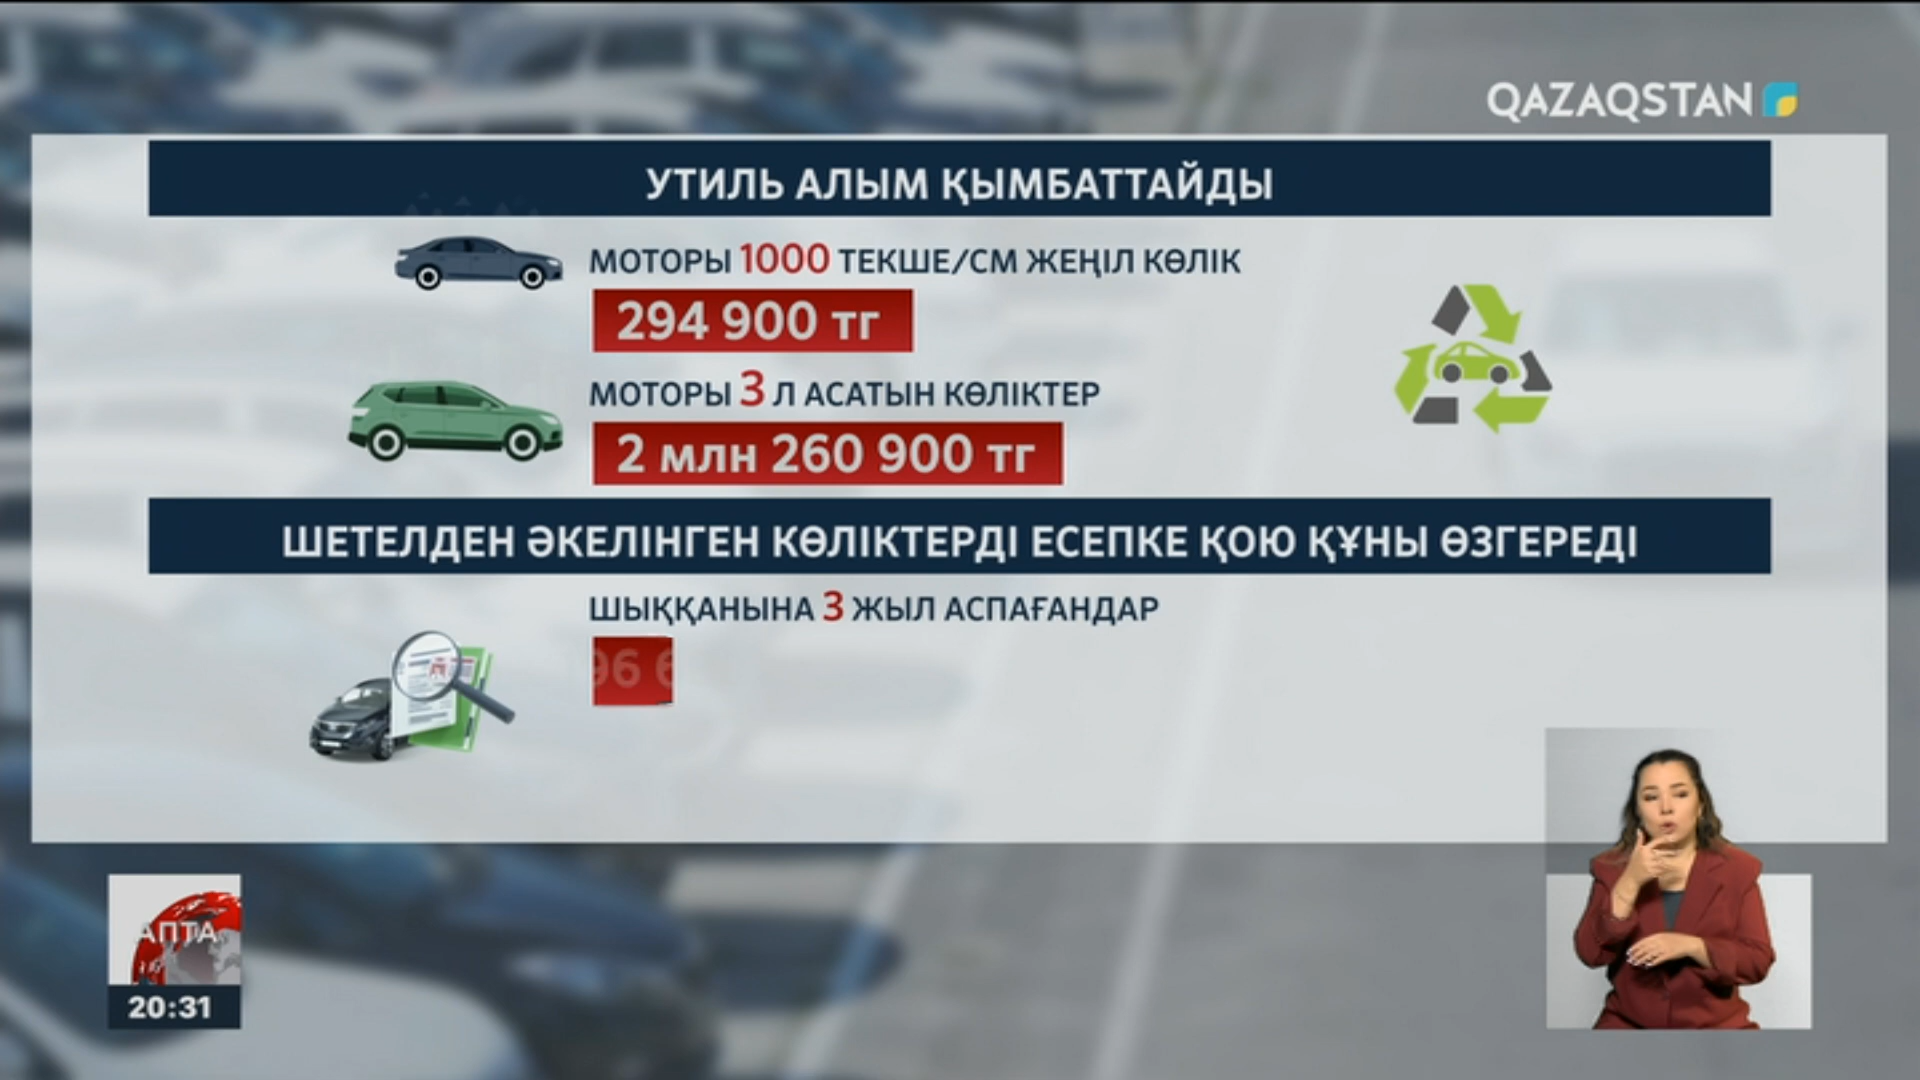 QAZAQSTAN
УТИЛЬ АЛЫМ ҚЫМБАТТАЙДЫ
МОТОРЫ 1000 ТЕКШЕ/СМ ЖЕҢІЛ КӨЛІК
294 900 тг
МОТОРЫ 3 Л АСАТЫН КӨЛІКТЕР
2 млн 260 900 тг
ШЕТЕЛДЕН ӘКЕЛІНГЕН КӨЛІКТЕРДІ ЕСЕПКЕ ҚОЮ ҚҰНЫ ӨЗГЕРЕДІ
ШЫҚҚАНЫНА 3 ЖЫЛ АСПАҒАНДАР
АПТА
20:31